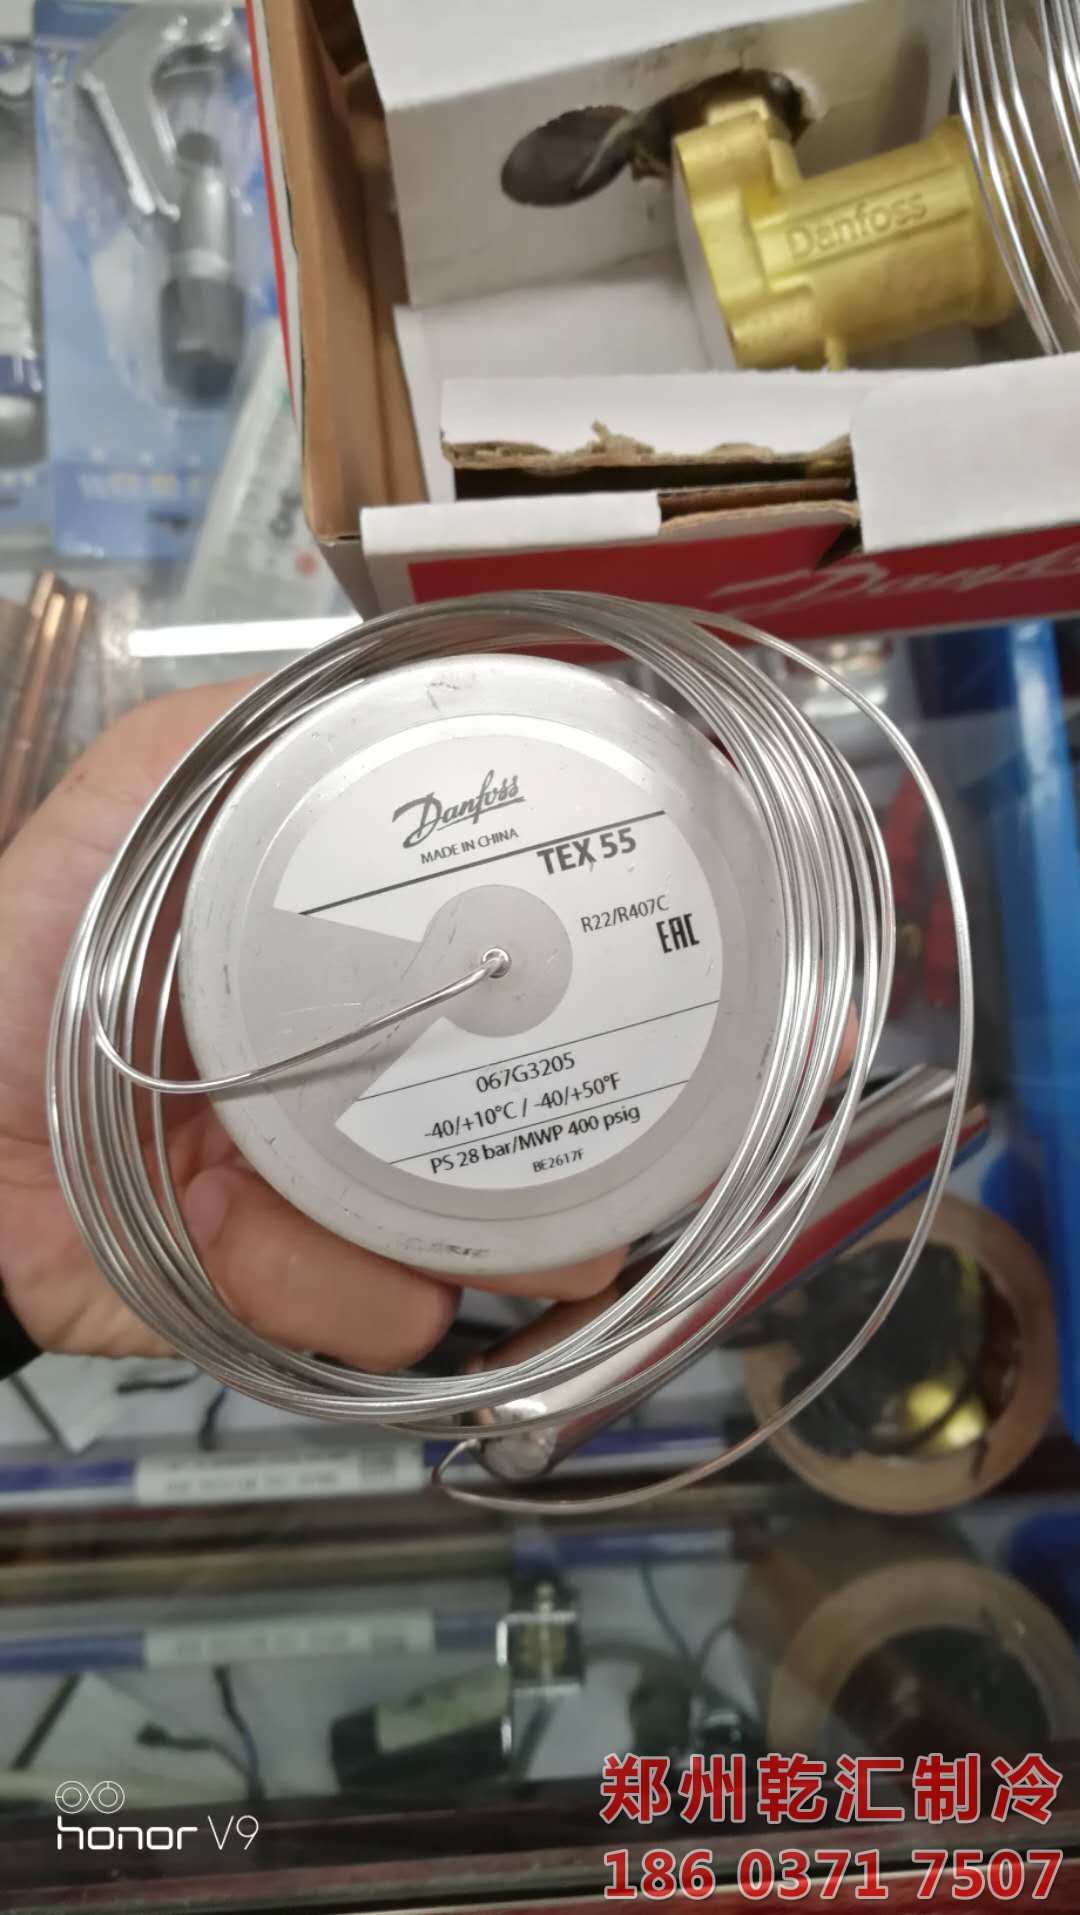 Danfoss
Danfoss
Danfoss
MADE IN CHINA
TEX 55
R22/R407C
EAC
067G3205
-40/+10°C / -40/+50°F
PS 28 bar/MWP 400 psig
BE2617F
honor V9
郑州乾汇制冷
186 0371 7507